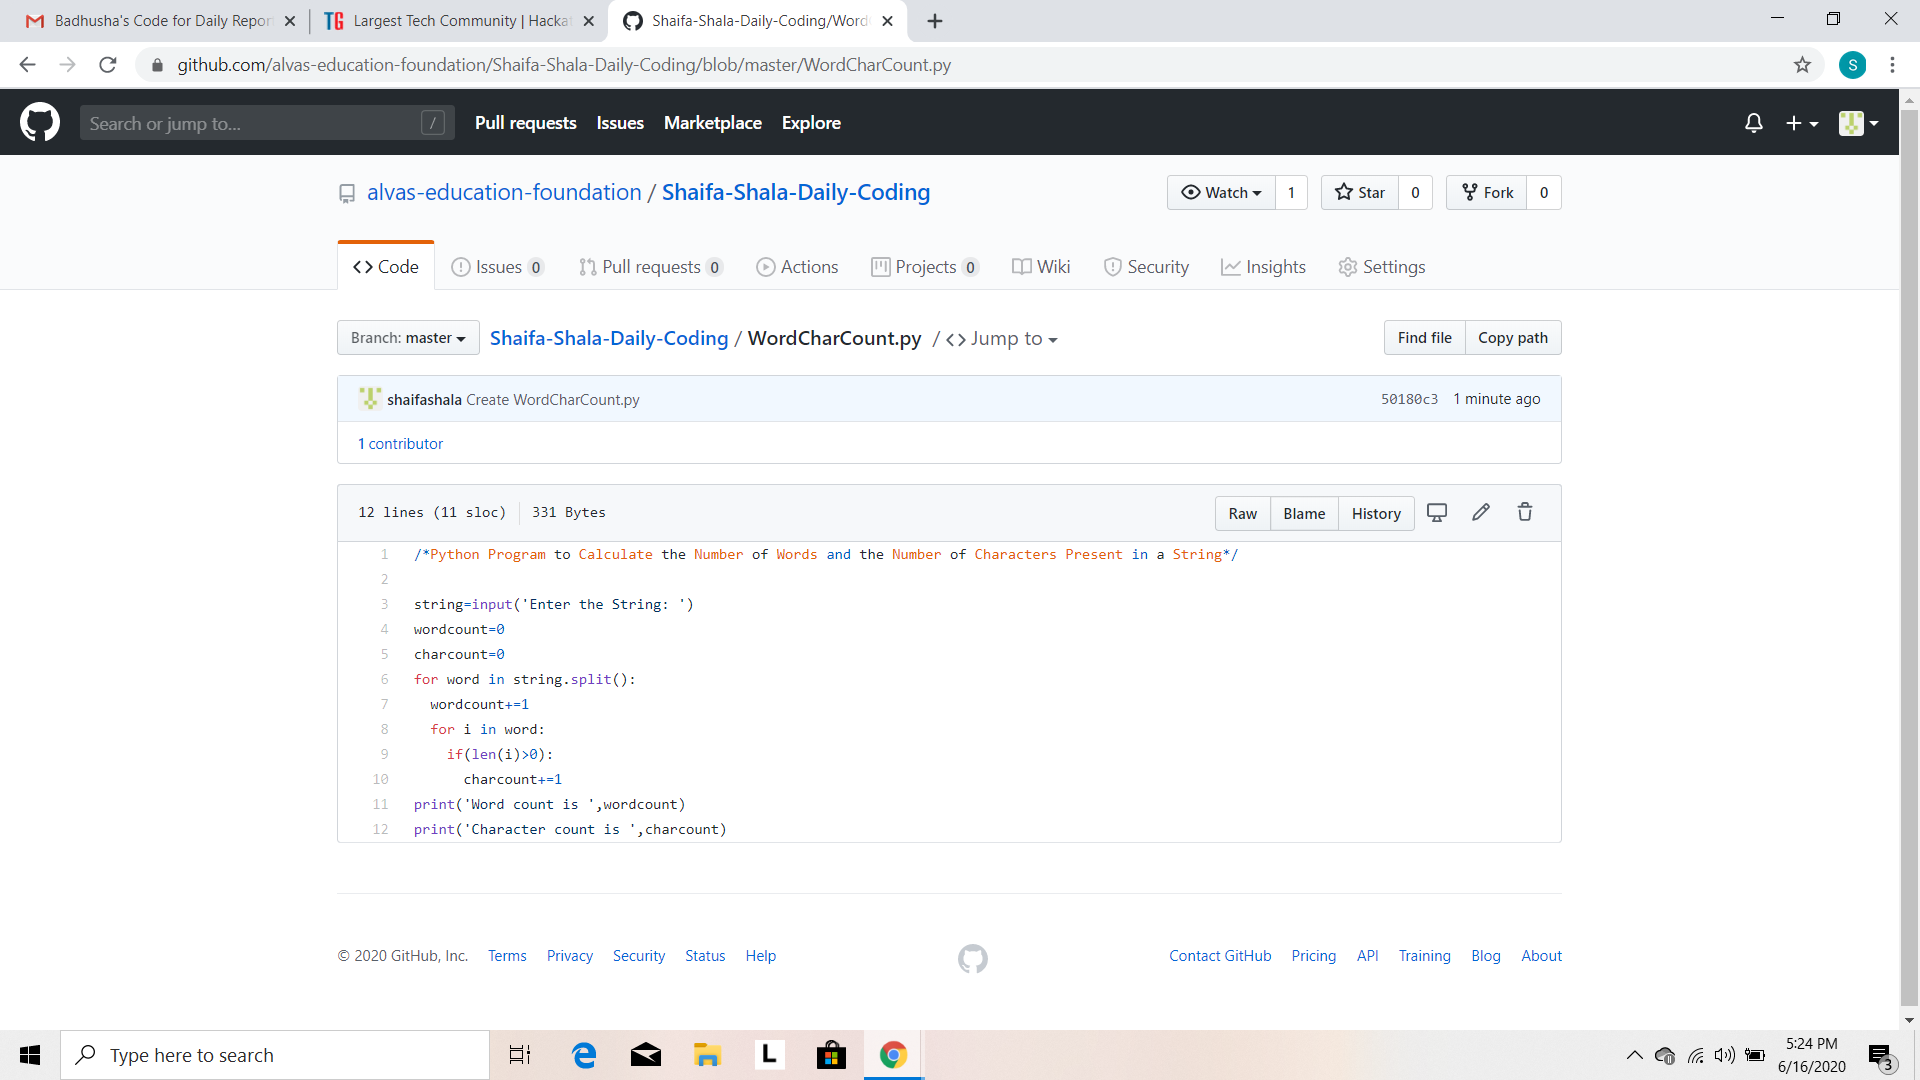 Badhusha's Code for Daily Repor
Largest Tech Community | Hacka
Shaifa-Shala-Daily-Coding/Word
github.com/alvas-education-foundation/Shaifa-Shala-Daily-Coding/blob/master/WordCharCount.py
S
Search or jump to...
/
Pull requests Issues Marketplace Explore
alvas-education-foundation / Shaifa-Shala-Daily-Coding
Watch 1 Star 0 Fork 0
Code Issues 0 Pull requests 0 Actions Projects 0 Wiki Security Insights Settings
Branch: master Shaifa-Shala-Daily-Coding / WordCharCount.py / <> Jump to
Find file Copy path
shaifashala Create WordCharCount.py 50180c3 1 minute ago
1 contributor
12 lines (11 sloc) 331 Bytes Raw Blame History
1 /*Python Program to Calculate the Number of Words and the Number of Characters Present in a String*/
2
3 string=input('Enter the String: ')
4 wordcount=0
5 charcount=0
6 for word in string.split():
7   wordcount+=1
8   for i in word:
9     if(len(i)>0):
10       charcount+=1
11 print('Word count is ',wordcount)
12 print('Character count is ',charcount)
© 2020 GitHub, Inc. Terms Privacy Security Status Help Contact GitHub Pricing API Training Blog About
Type here to search
L
5:24 PM
6/16/2020
3